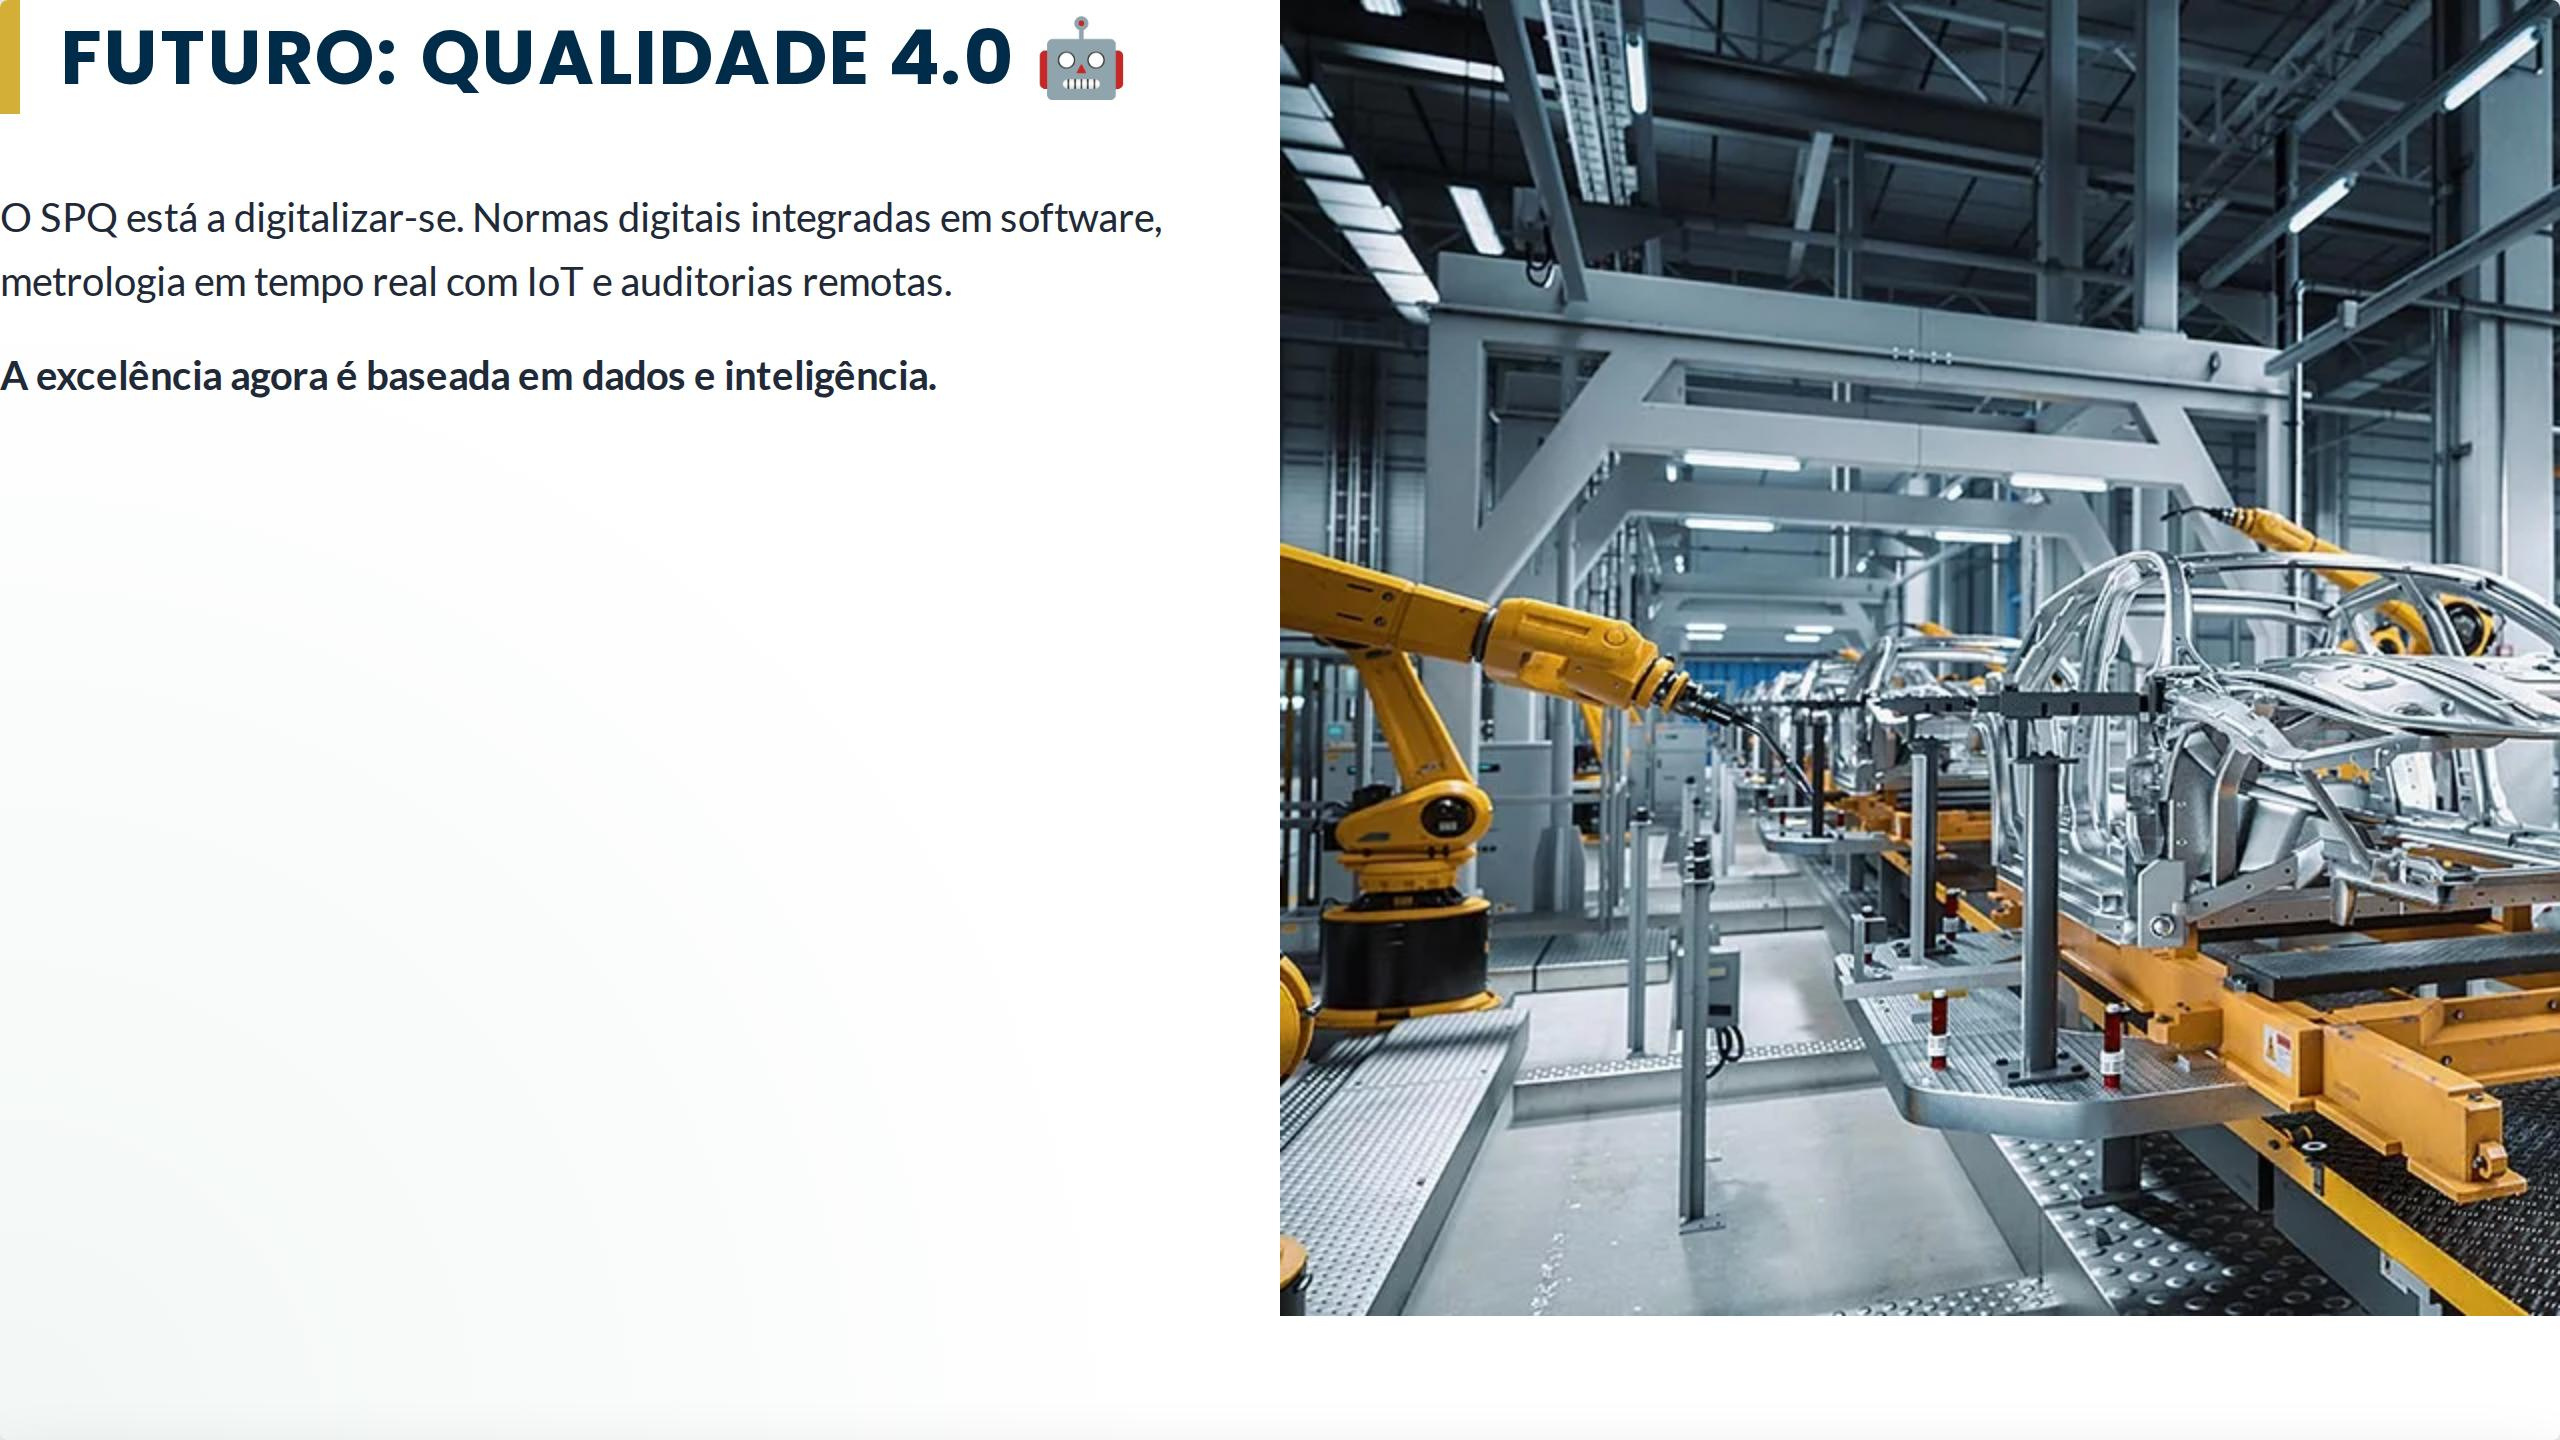 FUTURO: QUALIDADE 4.0 🤖
O SPQ está a digitalizar-se. Normas digitais integradas em software,
metrologia em tempo real com IoT e auditorias remotas.
A excelência agora é baseada em dados e inteligência.